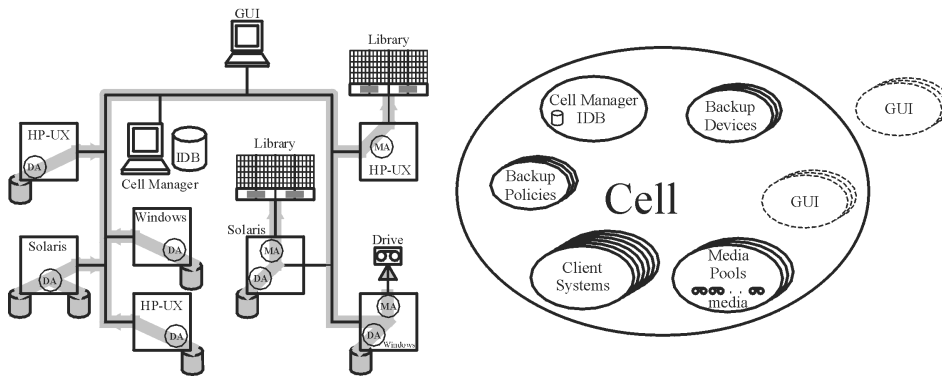 GUI
Library
HP-UX
DA
IDB
Cell Manager
MA
HP-UX
Library
Windows
DA
Solaris
DA
Solaris
MA
DA
Drive
HP-UX
DA
MA
DA
Windows
Cell Manager
IDB
Backup
Devices
GUI
Backup
Policies
Cell
GUI
Client
Systems
Media
Pools
media